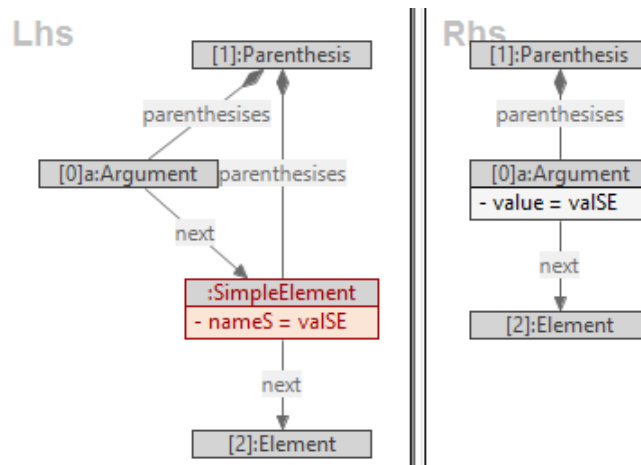 Lhs
[1]:Parenthesis
parenthesises
[0]a:Argument
parenthesises
next
:SimpleElement
- nameS = valSE
next
[2]:Element
Rhs
[1]:Parenthesis
parenthesises
[0]a:Argument
- value = valSE
next
[2]:Element